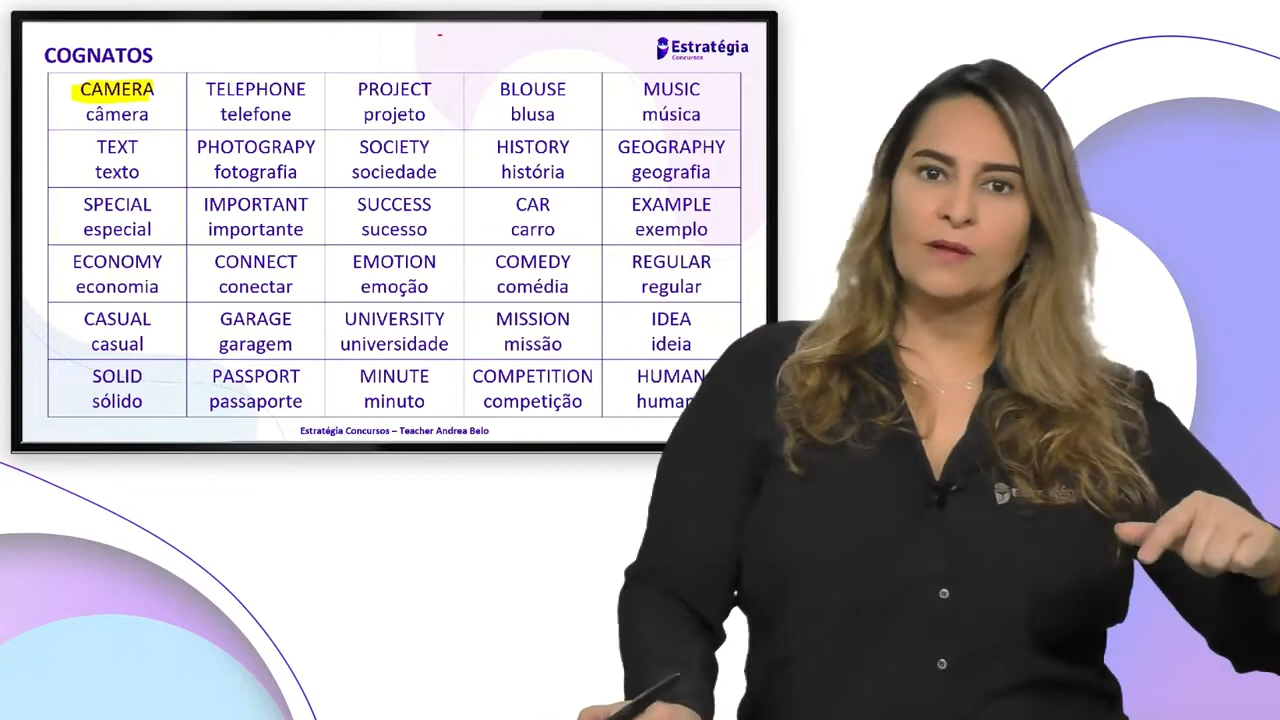 Estratégia
Concursos
COGNATOS
CAMERA TELEPHONE PROJECT BLOUSE MUSIC
câmera telefone projeto blusa música
TEXT PHOTOGRAPY SOCIETY HISTORY GEOGRAPHY
texto fotografia sociedade história geografia
SPECIAL IMPORTANT SUCCESS CAR EXAMPLE
especial importante sucesso carro exemplo
ECONOMY CONNECT EMOTION COMEDY REGULAR
economia conectar emoção comédia regular
CASUAL GARAGE UNIVERSITY MISSION IDEA
casual garagem universidade missão ideia
SOLID PASSPORT MINUTE COMPETITION HUMAN
sólido passaporte minuto competição
Estratégia Concursos – Teacher Andrea Belo